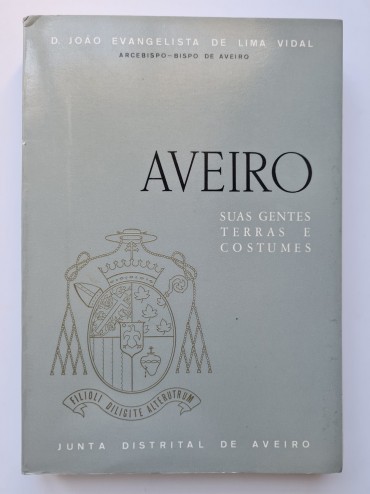 D. JOÃO EVANGELISTA DE LIMA VIDAL
ARCEBISPO-BISPO DE AVEIRO
AVEIRO
SUAS GENTES
TERRAS E
COSTUMES
FILIOLI DILIGITE ALTERUTRUM
JUNTA DISTRITAL DE AVEIRO